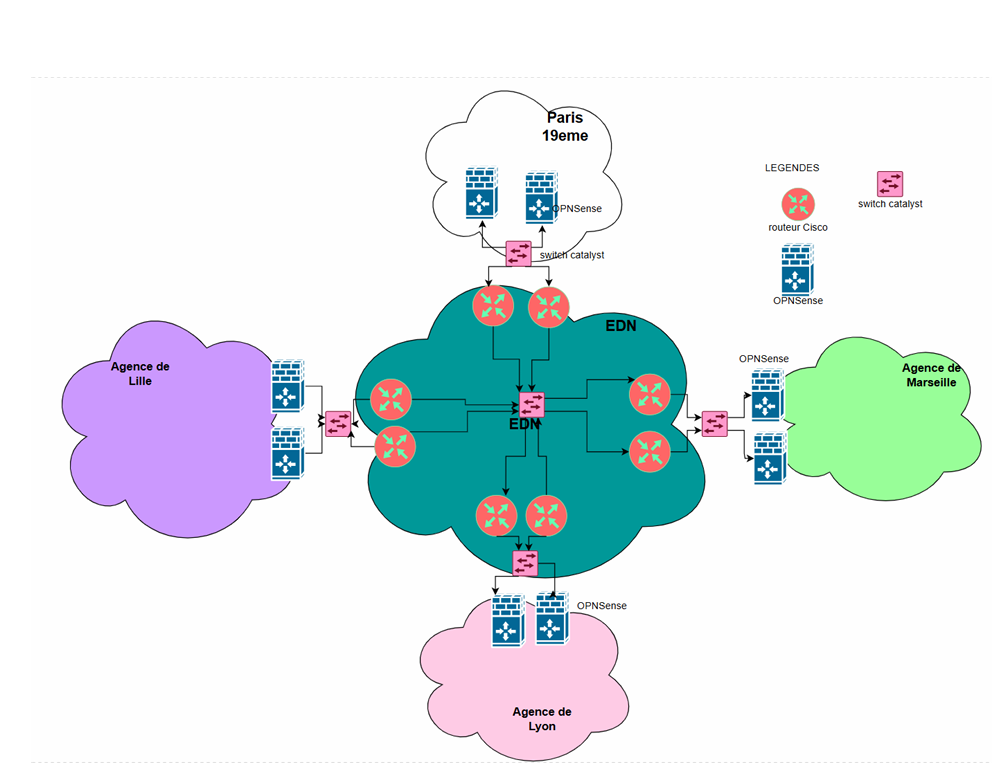 Paris
19eme
LEGENDES
switch catalyst
routeur Cisco
OPNSense
OPNSense
switch catalyst
EDN
Agence de
Lille
OPNSense
Agence de
Marseille
EDN
OPNSense
Agence de
Lyon